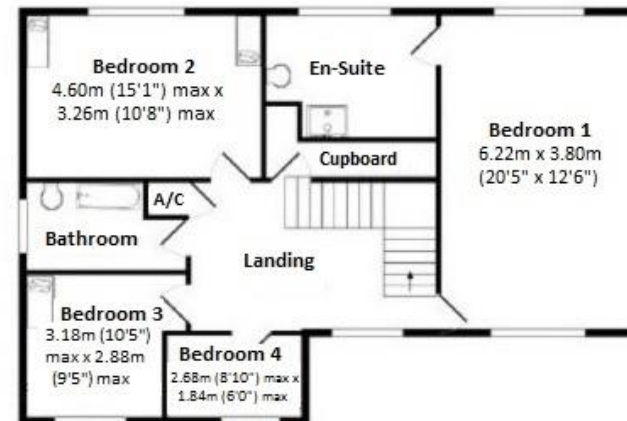 Bedroom 2
4.60m (15'1") max x
3.26m (10'8") max
En-Suite
Bedroom 1
6.22m x 3.80m
(20'5" x 12'6")
Cupboard
A/C
Bathroom
Landing
Bedroom 3
3.18m (10'5")
max x 2.88m
(9'5") max
Bedroom 4
2.68m (8'10") max x
1.84m (6'0") max